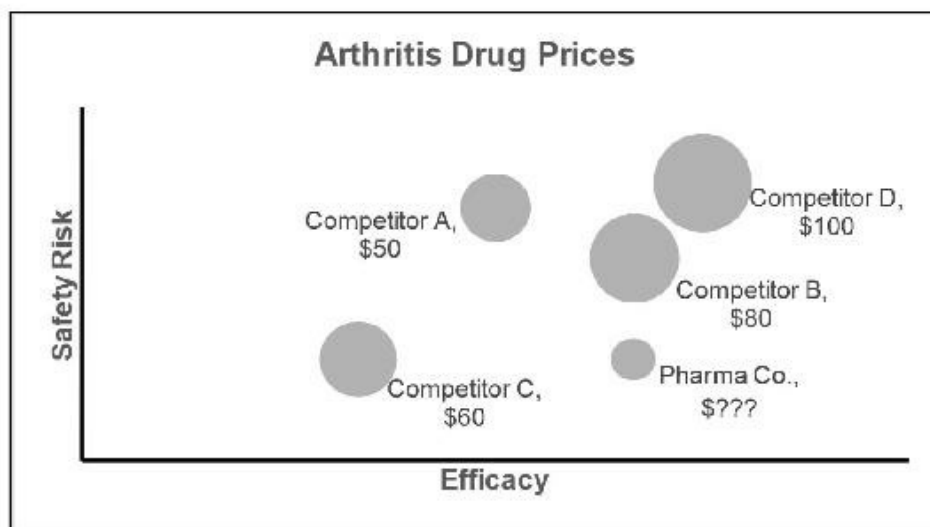 Arthritis Drug Prices
Safety Risk
Competitor A,
$50
Competitor D,
$100
Competitor B,
$80
Competitor C,
$60
Pharma Co.,
$???
Efficacy